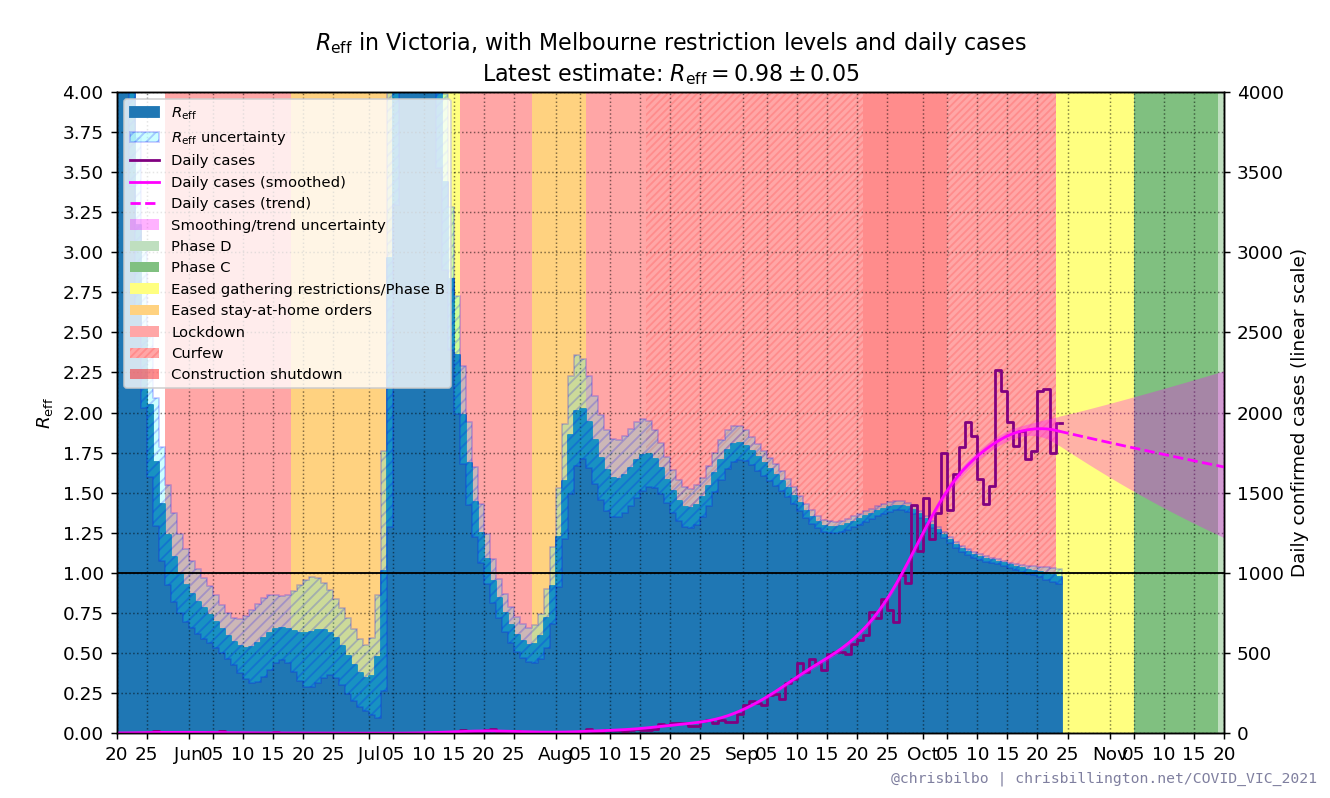 Reff in Victoria, with Melbourne restriction levels and daily cases
Latest estimate: Reff = 0.98 ± 0.05
4.00
3.75
3.50
3.25
3.00
2.75
2.50
2.25
2.00
1.75
1.50
1.25
1.00
0.75
0.50
0.25
0.00
Reff
Reff
Reff uncertainty
Daily cases
Daily cases (smoothed)
Daily cases (trend)
Smoothing/trend uncertainty
Phase D
Phase C
Eased gathering restrictions/Phase B
Eased stay-at-home orders
Lockdown
Curfew
Construction shutdown
4000
3500
3000
2500
2000
1500
1000
500
0
Daily confirmed cases (linear scale)
20 25 Jun 05 10 15 20 25 Jul 05 10 15 20 25 Aug 05 10 15 20 25 Sep 05 10 15 20 25 Oct 05 10 15 20 25 Nov 05 10 15 20
@chrisbilbo | chrisbillington.net/COVID_VIC_2021